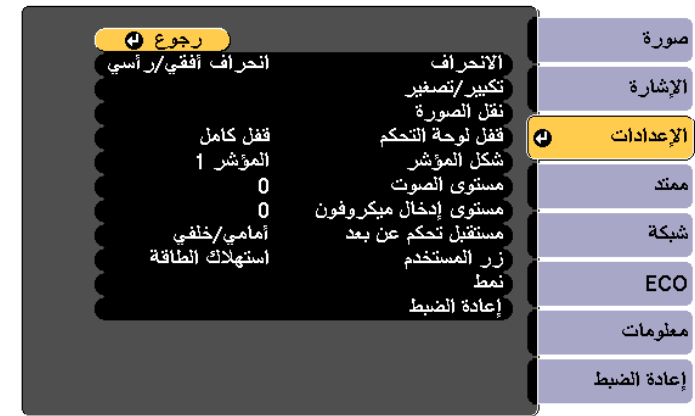 صورة
الإشارة
الإعدادات
ممتد
شبكة
ECO
معلومات
إعادة الضبط
رجوع
الانحراف انحراف أفقي/رأسي
تكبير/تصغير
نقل الصورة
قفل لوحة التحكم قفل كامل
شكل المؤشر المؤشر 1
مستوى الصوت 0
مستوى إدخال ميكروفون 0
مستقبل تحكم عن بعد أمامي/خلفي
زر المستخدم استهلاك الطاقة
نمط
إعادة الضبط